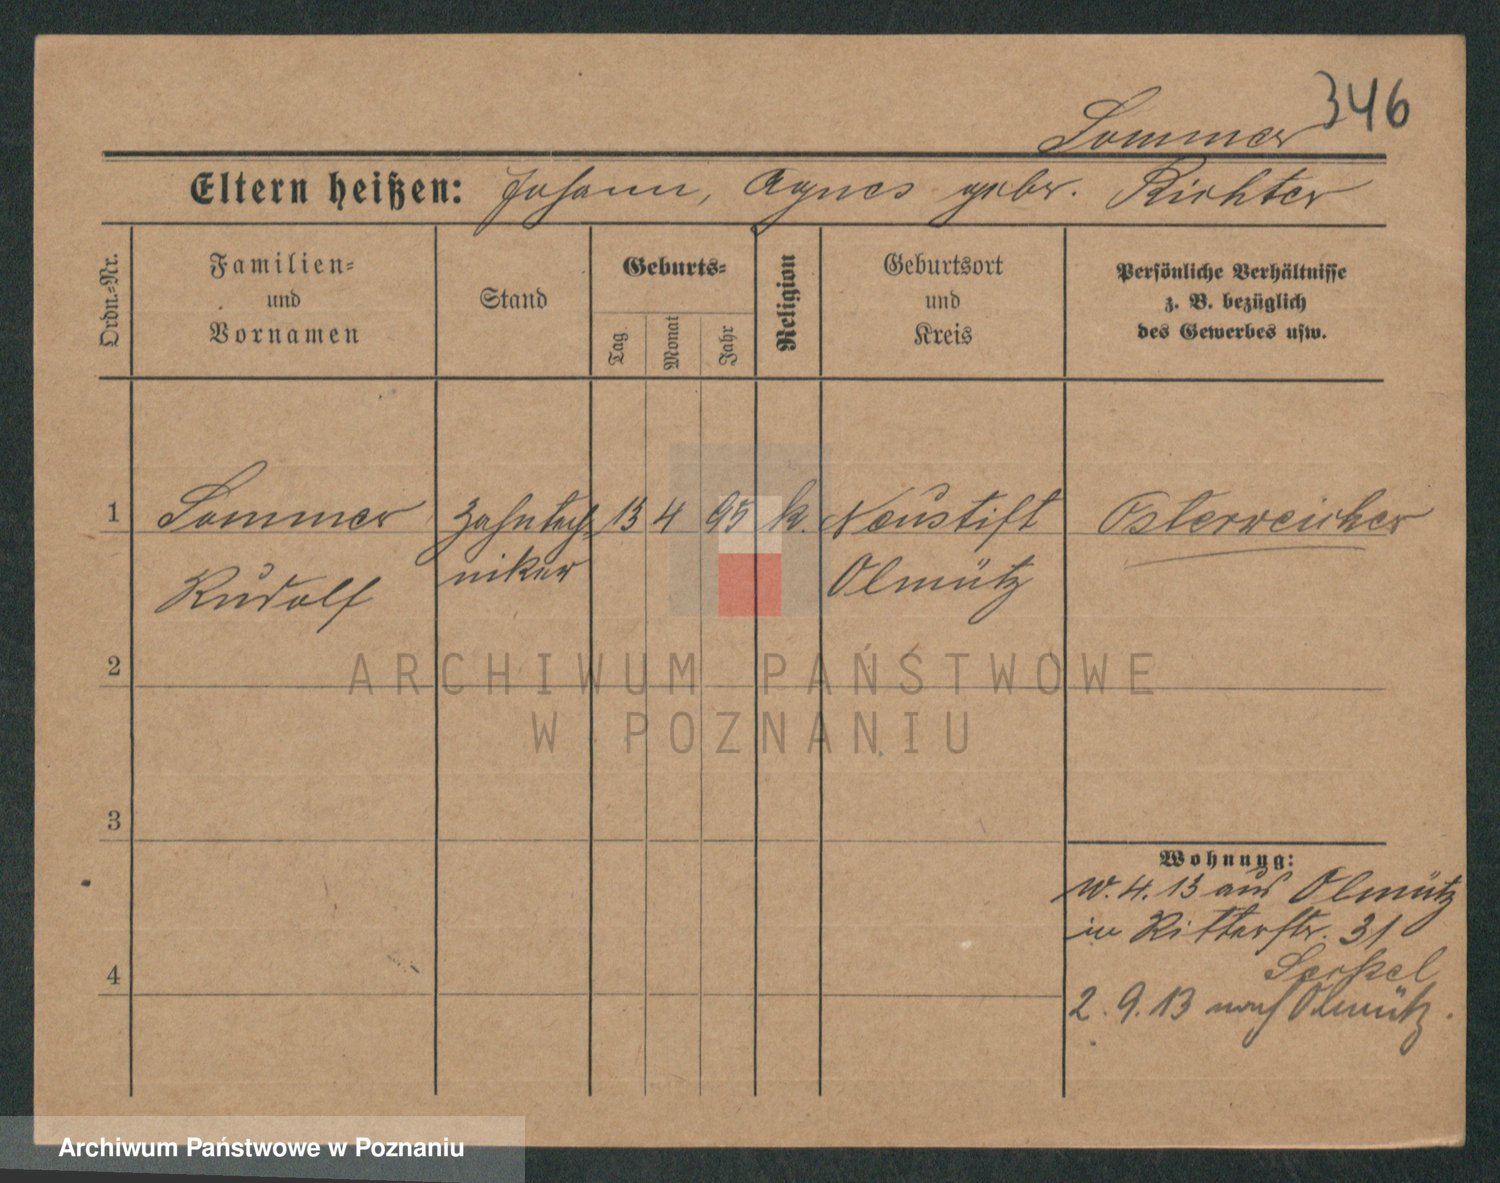 346
Sommer
Eltern heißen: Johann, Agnes gebr. Richter
Ordn.-Nr.
Familien-
und
Vornamen
Stand
Geburts-
Tag
Monat
Jahr
Religion
Geburtsort
und
Kreis
Persönliche Verhältnisse
z. B. bezüglich
des Gewerbes usw.
1 Sommer Zahntech 13 4 95 k. Neustift Österreicher
Rudolf niker Olmütz
2
ARCHIWUM PAŃSTWOWE
W POZNANIU
3
Wohnung:
4. 13 aus Olmütz
in Ritterstr. 31
4
2. 9. 13 nach Olmütz.
Archiwum Państwowe w Poznaniu